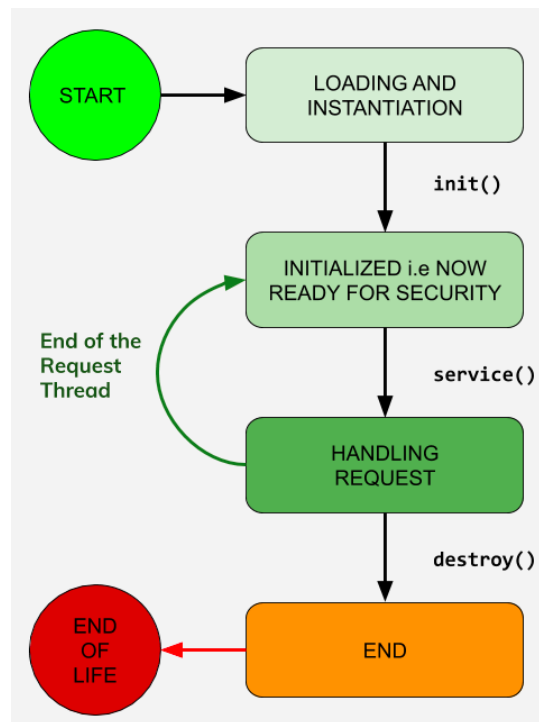 START
LOADING AND
INSTANTIATION
init()
INITIALIZED i.e NOW
READY FOR SECURITY
End of the
Request
Thread
service()
HANDLING
REQUEST
destroy()
END
OF
LIFE
END